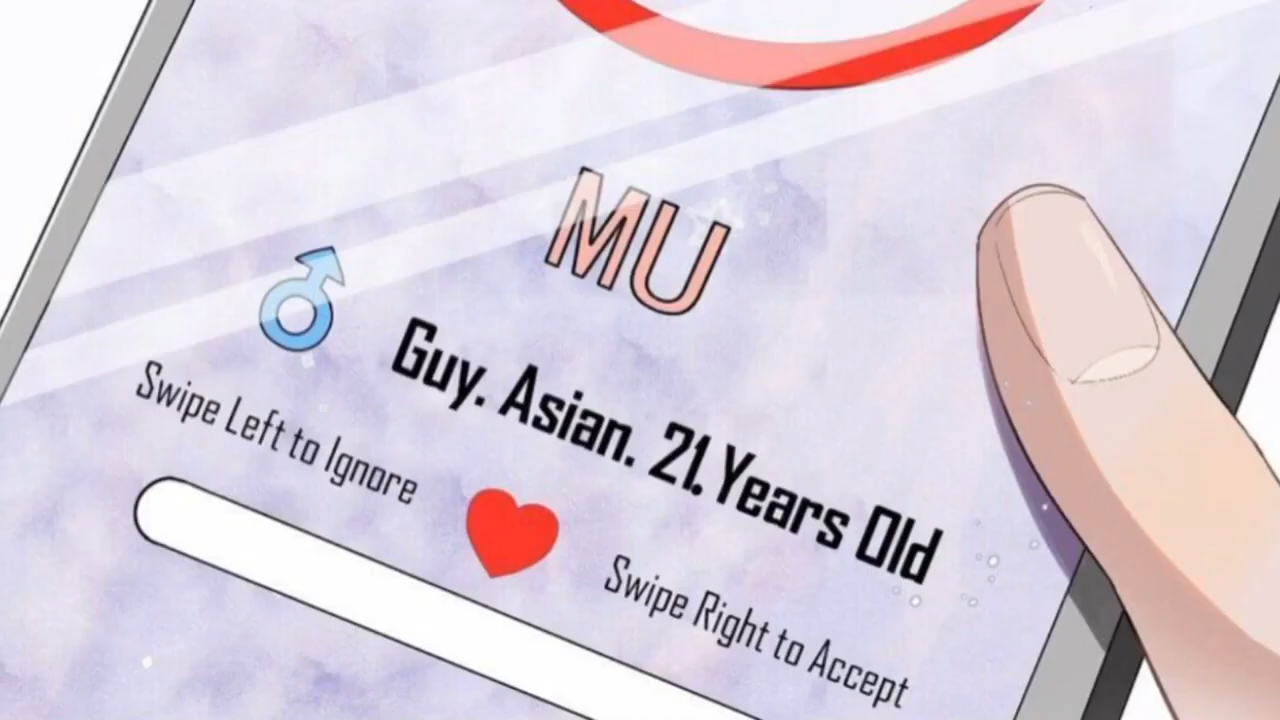 MU
Guy. Asian. 21.Years Old
Swipe Left to Ignore
Swipe Right to Accept